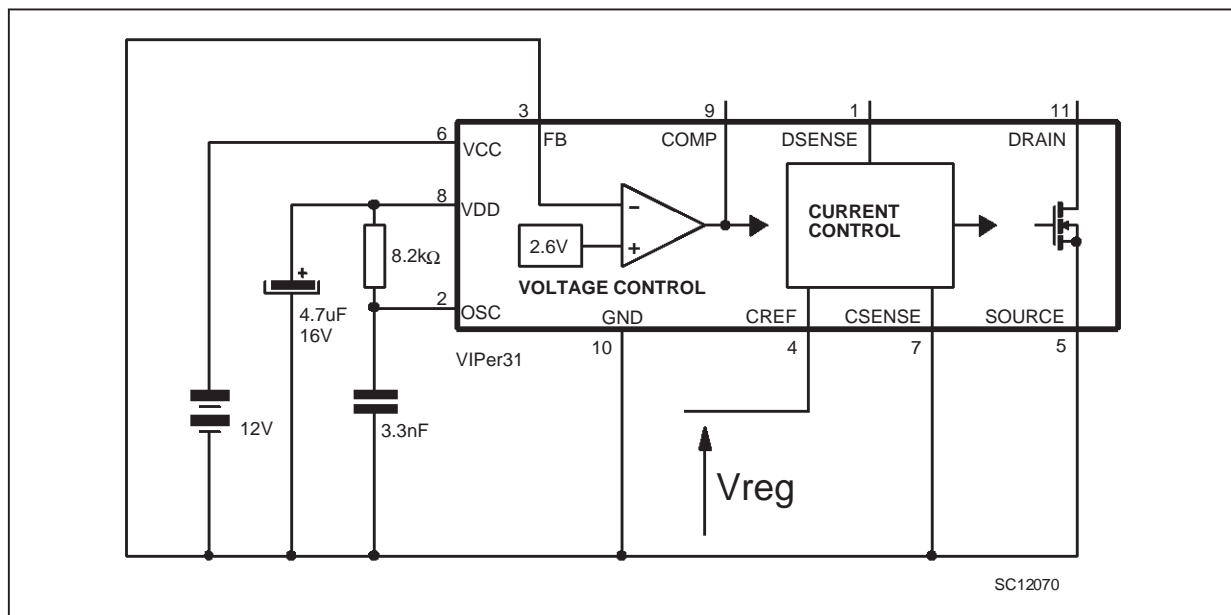 3
9
1
11
6
FB
COMP
DSENSE
DRAIN
VCC
8
VDD
CURRENT
CONTROL
-
+
2.6V
8.2kΩ
+
VOLTAGE CONTROL
2
OSC
4.7uF
16V
GND
CREF
CSENSE
SOURCE
VIPer31
10
4
7
5
12V
3.3nF
Vreg
SC12070